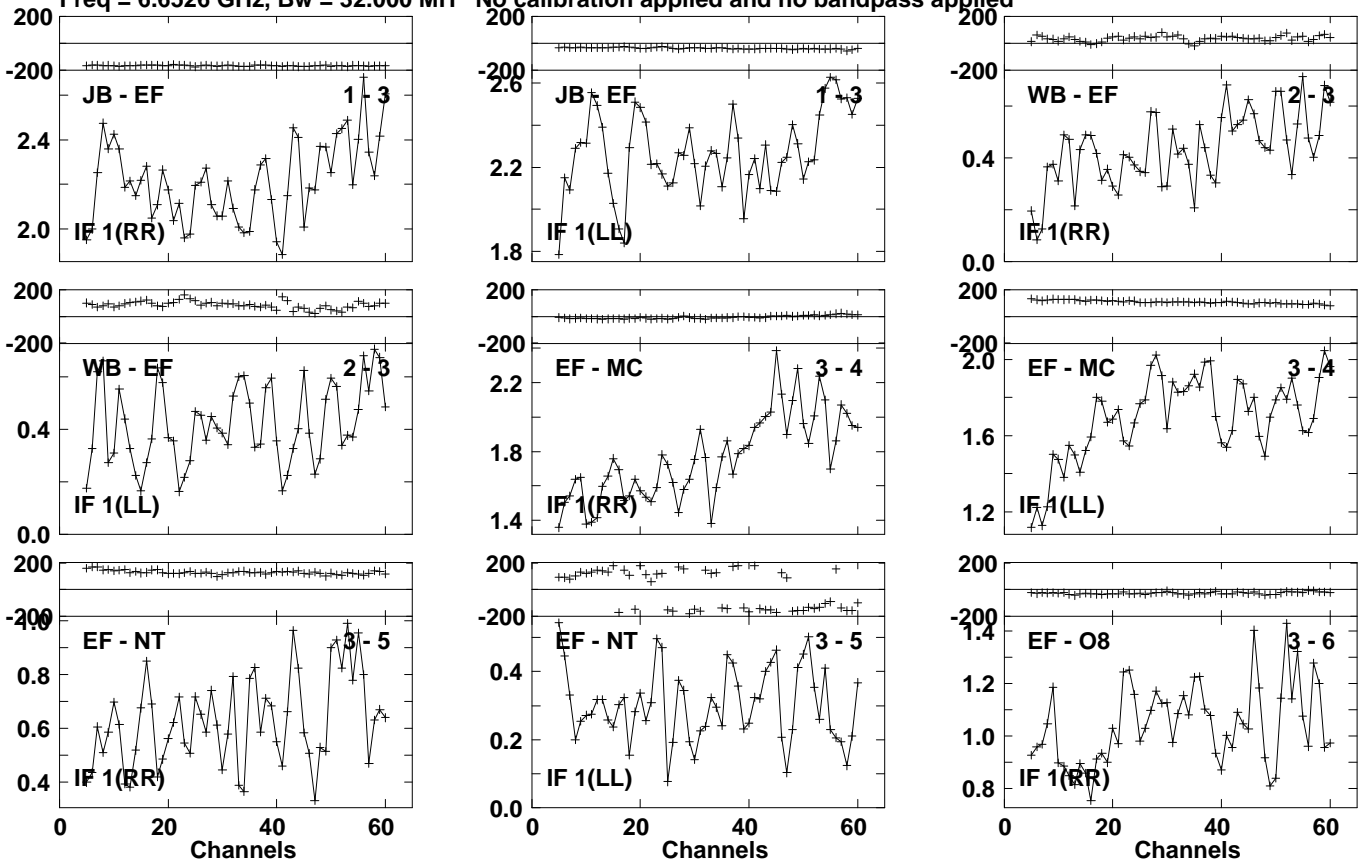 Freq = 6.6526 GHz, Bw = 32.000 MH No calibration applied and no bandpass applied
200
-200
JB - EF 1 - 3
2.4
2.0
IF 1(RR)
200
-200
2.6
JB - EF 1 - 3
2.2
1.8
IF 1(LL)
200
-200
WB - EF 2 - 3
0.4
0.0
IF 1(RR)
200
-200
WB - EF 2 - 3
0.4
0.0
IF 1(LL)
200
-200
EF - MC 3 - 4
2.2
1.8
1.4
IF 1(RR)
200
-200
2.0
EF - MC 3 - 4
1.6
1.2
IF 1(LL)
200
-200
1.0
EF - NT 3 - 5
0.8
0.6
0.4
IF 1(RR)
0 20 40 60
Channels
200
-200
EF - NT 3 - 5
0.4
0.2
0.0
IF 1(LL)
0 20 40 60
Channels
200
-200
1.4
EF - O8 3 - 6
1.2
1.0
0.8
IF 1(RR)
0 20 40 60
Channels